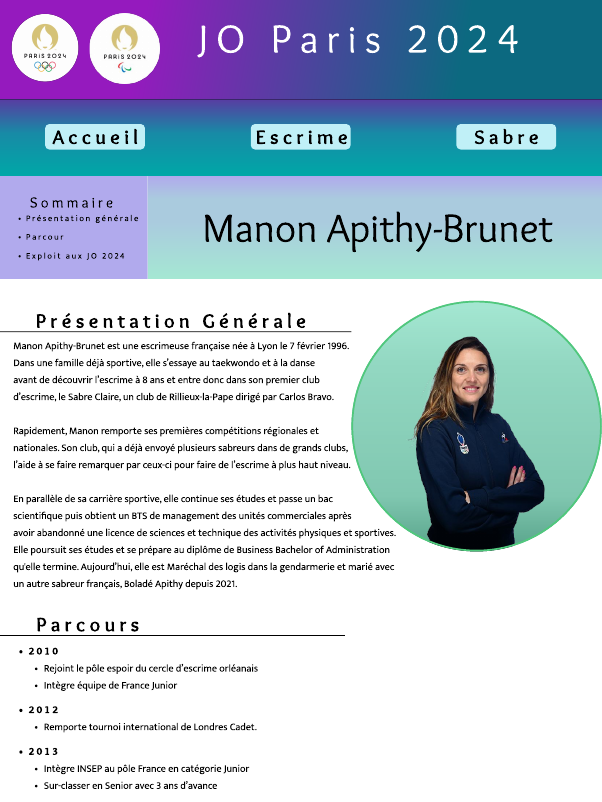 PARIS 2024
PARIS 2024
JO Paris 2024
Accueil
Escrime
Sabre
Sommaire
• Présentation générale
• Parcour
• Exploit aux JO 2024
Manon Apithy-Brunet
Présentation Générale
Manon Apithy-Brunet est une escrimeuse française née à Lyon le 7 février 1996.
Dans une famille déjà sportive, elle s'essaye au taekwondo et à la danse
avant de découvrir l'escrime à 8 ans et entre donc dans son premier club
d'escrime, le Sabre Claire, un club de Rillieux-la-Pape dirigé par Carlos Bravo.
Rapidement, Manon remporte ses premières compétitions régionales et
nationales. Son club, qui a déjà envoyé plusieurs sabreurs dans de grands clubs,
l'aide à se faire remarquer par ceux-ci pour faire de l'escrime à plus haut niveau.
En parallèle de sa carrière sportive, elle continue ses études et passe un bac
scientifique puis obtient un BTS de management des unités commerciales après
avoir abandonné une licence de sciences et technique des activités physiques et sportives.
Elle poursuit ses études et se prépare au diplôme de Business Bachelor of Administration
qu'elle termine. Aujourd'hui, elle est Maréchal des logis dans la gendarmerie et marié avec
un autre sabreur français, Boladé Apithy depuis 2021.
Parcours
• 2010
• Rejoint le pôle espoir du cercle d'escrime orléanais
• Intègre équipe de France Junior
• 2012
• Remporte tournoi international de Londres Cadet.
• 2013
• Intègre INSEP au pôle France en catégorie Junior
• Sur-classer en Senior avec 3 ans d'avance